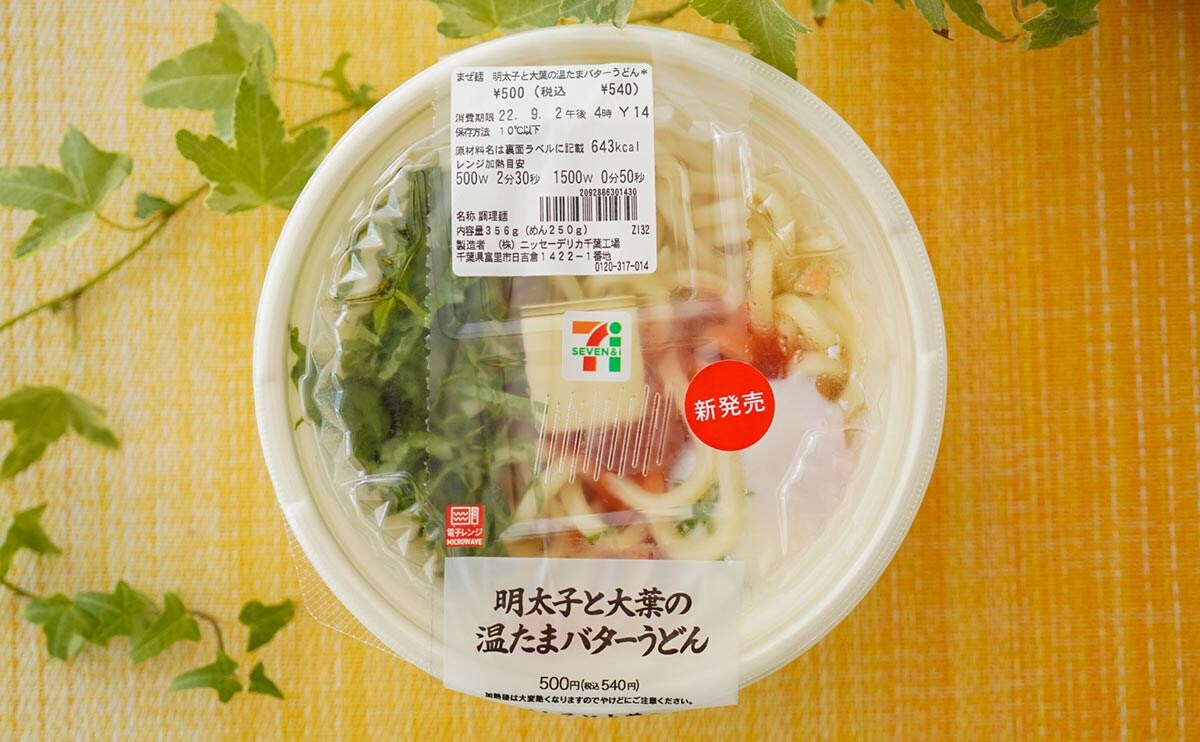 まぜ麺 明太子と大葉の温たまバターうどん*
¥500(税込 ¥540)
消費期限 22. 9. 2午後 4時 Y14
保存方法 10℃以下
原材料名は裏面ラベルに記載 643kcal
レンジ加熱目安
500W 2分30秒 1500W 0分50秒
2092886301430
名称 調理麺
内容量356g(めん250g) Z132
製造者 (株)ニッセーデリカ千葉工場
千葉県富里市日吉倉1422-1番地
0120-317-014
7i
SEVEN&i
新発売
電子レンジ
MICROWAVE
明太子と大葉の
温たまバターうどん
500円(税込540円)
加熱後は大変熱くなりますのでやけどにご注意ください。